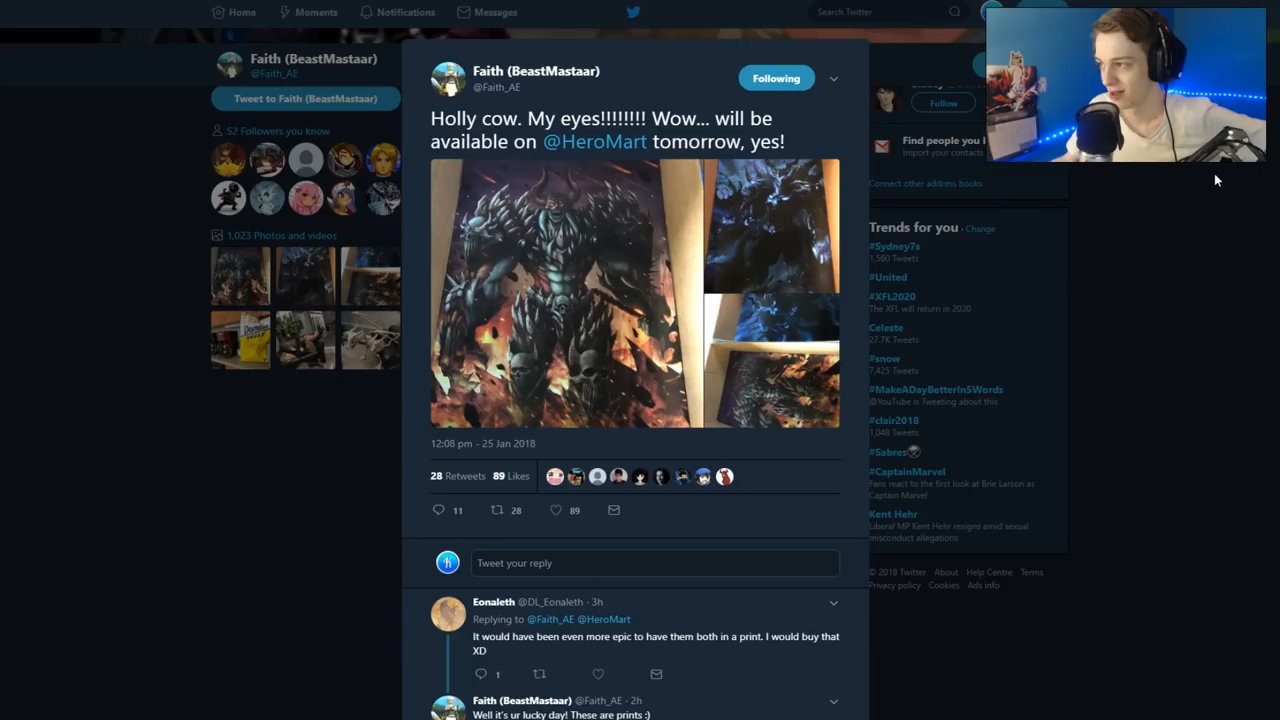 Home
Moments
Notifications
Messages
Search Twitter
Faith (BeastMastaar)
@Faith_AE
Tweet to Faith (BeastMastaar)
52 Followers you know
1,023 Photos and videos
Faith (BeastMastaar)
@Faith_AE
Following
Holly cow. My eyes!!!!!!!! Wow... will be
available on @HeroMart tomorrow, yes!
12:08 pm - 25 Jan 2018
28 Retweets 89 Likes
11 28 89
Tweet your reply
Eonaleth @DL_Eonaleth · 3h
Replying to @Faith_AE @HeroMart
It would have been even more epic to have them both in a print. I would buy that
XD
1
Faith (BeastMastaar) @Faith_AE · 2h
Well it's ur lucky day! These are prints :)
Follow
Find people you
Import your contacts
Connect other address books
Trends for you · Change
#Sydney7s
1,560 Tweets
#United
#XFL2020
The XFL will return in 2020
Celeste
27.7K Tweets
#snow
7,425 Tweets
#MakeADayBetterIn5Words
@YouTube is Tweeting about this
#clair2018
1,048 Tweets
#Sabres
#CaptainMarvel
Fans react to the first look at Brie Larson as
Captain Marvel
Kent Hehr
Liberal MP Kent Hehr resigns amid sexual
misconduct allegations
© 2018 Twitter About Help Centre Terms
Privacy policy Cookies Ads info